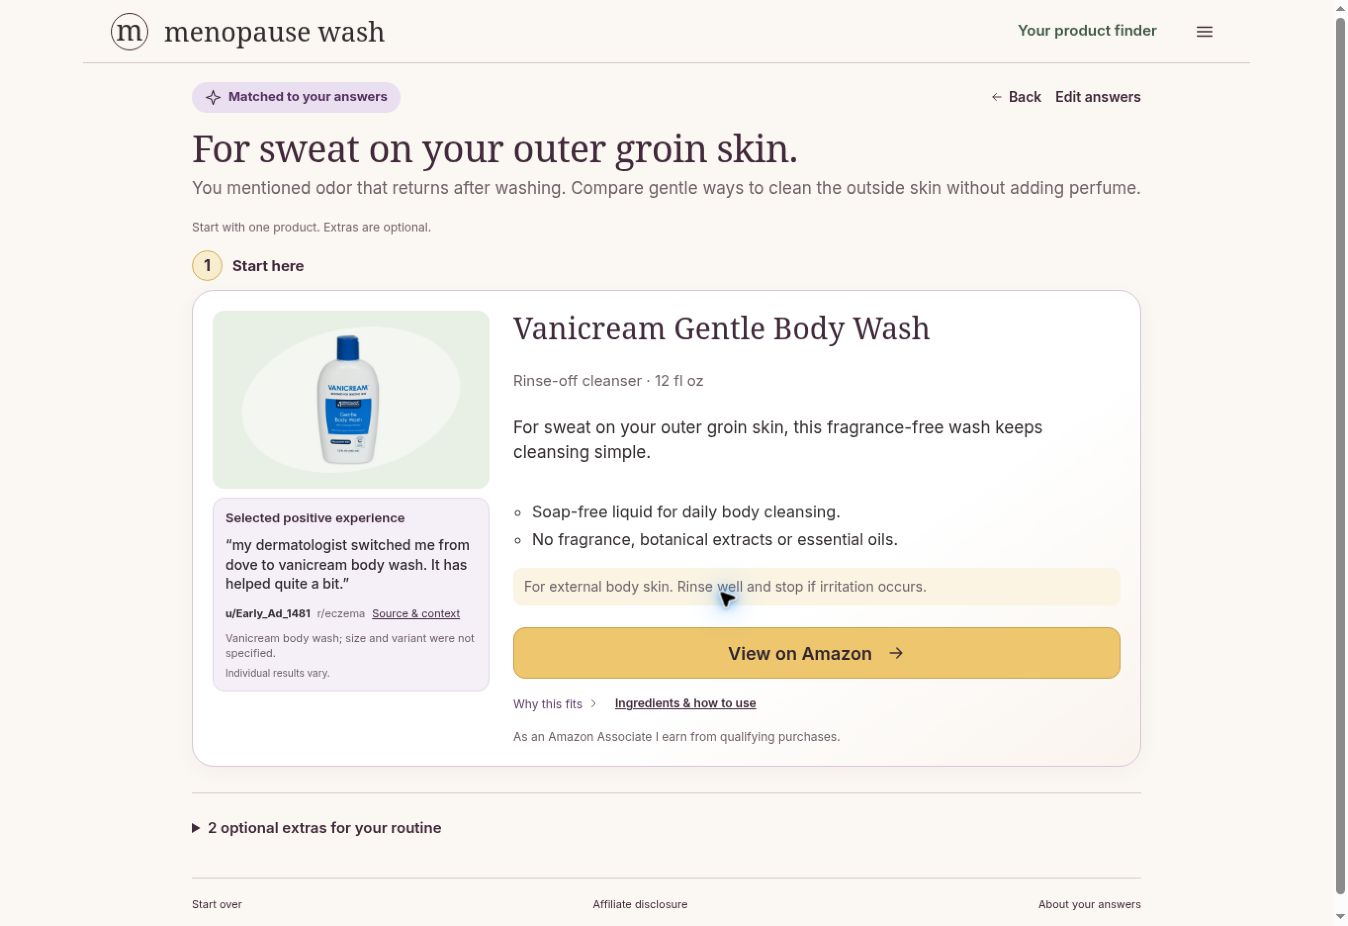 m menopause wash
Your product finder
Matched to your answers
← Back Edit answers
For sweat on your outer groin skin.
You mentioned odor that returns after washing. Compare gentle ways to clean the outside skin without adding perfume.
Start with one product. Extras are optional.
1 Start here
VANICREAM
Gentle
Body Wash
Selected positive experience
“my dermatologist switched me from
dove to vanicream body wash. It has
helped quite a bit.”
u/Early_Ad_1481 r/eczema Source & context
Vanicream body wash; size and variant were not
specified.
Individual results vary.
Vanicream Gentle Body Wash
Rinse-off cleanser · 12 fl oz
For sweat on your outer groin skin, this fragrance-free wash keeps
cleansing simple.
Soap-free liquid for daily body cleansing.
No fragrance, botanical extracts or essential oils.
For external body skin. Rinse well and stop if irritation occurs.
View on Amazon →
Why this fits > Ingredients & how to use
As an Amazon Associate I earn from qualifying purchases.
2 optional extras for your routine
Start over
Affiliate disclosure
About your answers